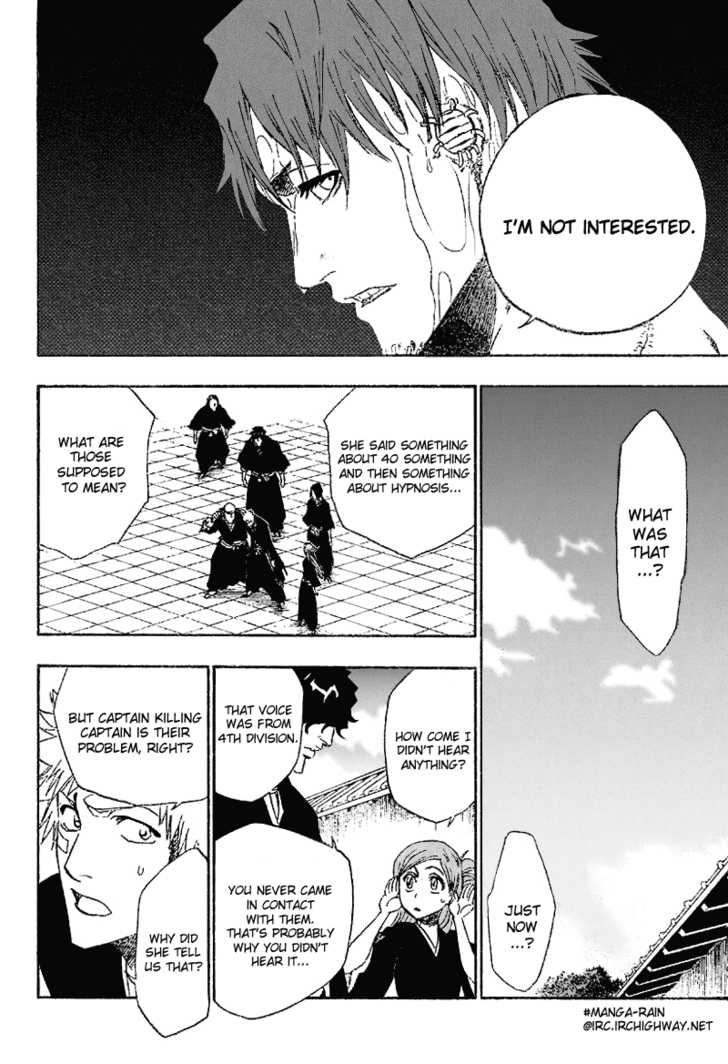 I'M NOT INTERESTED.
WHAT
WAS
THAT
...?
JUST
NOW
...?
SHE SAID SOMETHING
ABOUT 40 SOMETHING
AND THEN SOMETHING
ABOUT HYPNOSIS...
WHAT ARE
THOSE
SUPPOSED
TO MEAN?
HOW COME I
DIDN'T HEAR
ANYTHING?
THAT VOICE
WAS FROM
4TH DIVISION.
YOU NEVER CAME
IN CONTACT
WITH THEM.
THAT'S PROBABLY
WHY YOU DIDN'T
HEAR IT...
BUT CAPTAIN KILLING
CAPTAIN IS THEIR
PROBLEM, RIGHT?
WHY DID
SHE TELL
US THAT?
#MANGA-RAIN
@IRC.IRCHIGHWAY.NET